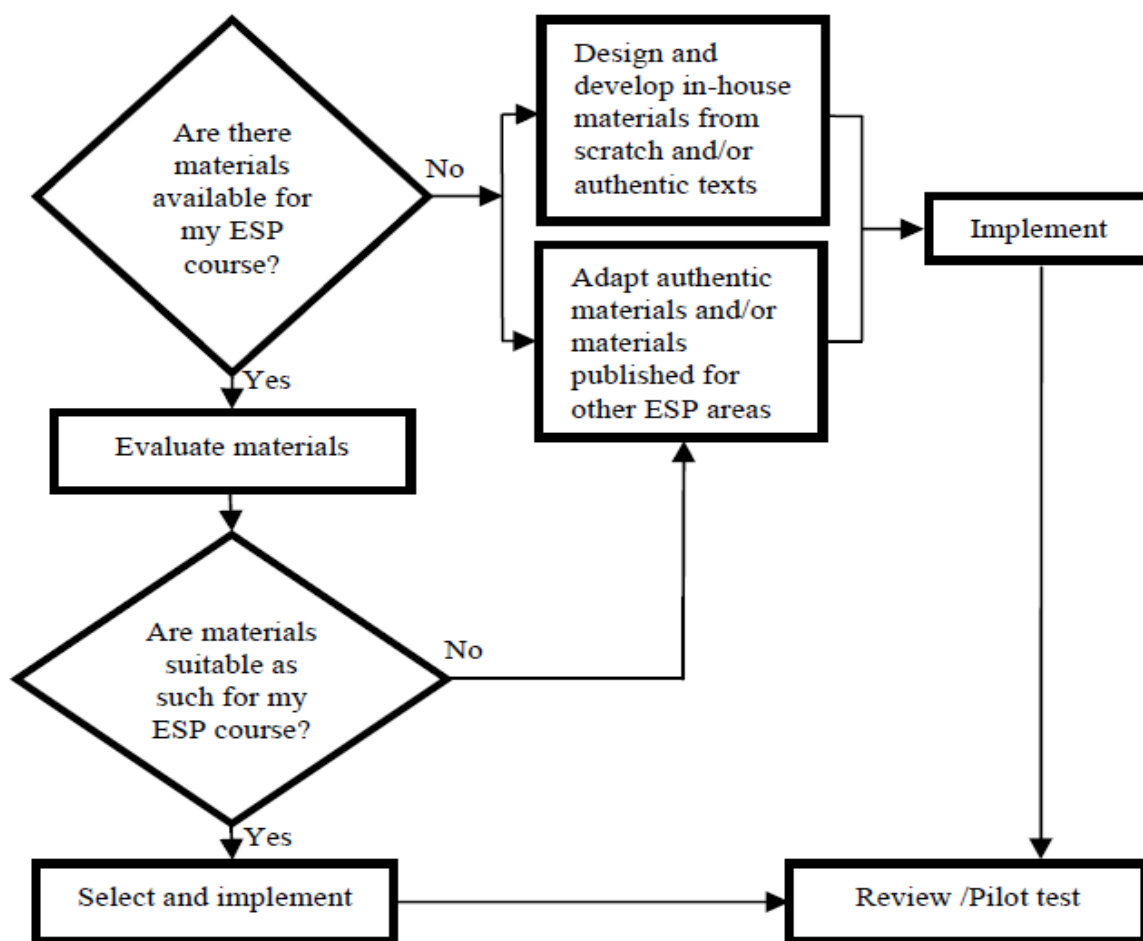 Are there
materials
available for
my ESP
course?
No
Design and
develop in-house
materials from
scratch and/or
authentic texts
Adapt authentic
materials and/or
materials
published for
other ESP areas
Implement
Yes
Evaluate materials
Are materials
suitable as
such for my
ESP course?
No
Yes
Select and implement
Review /Pilot test